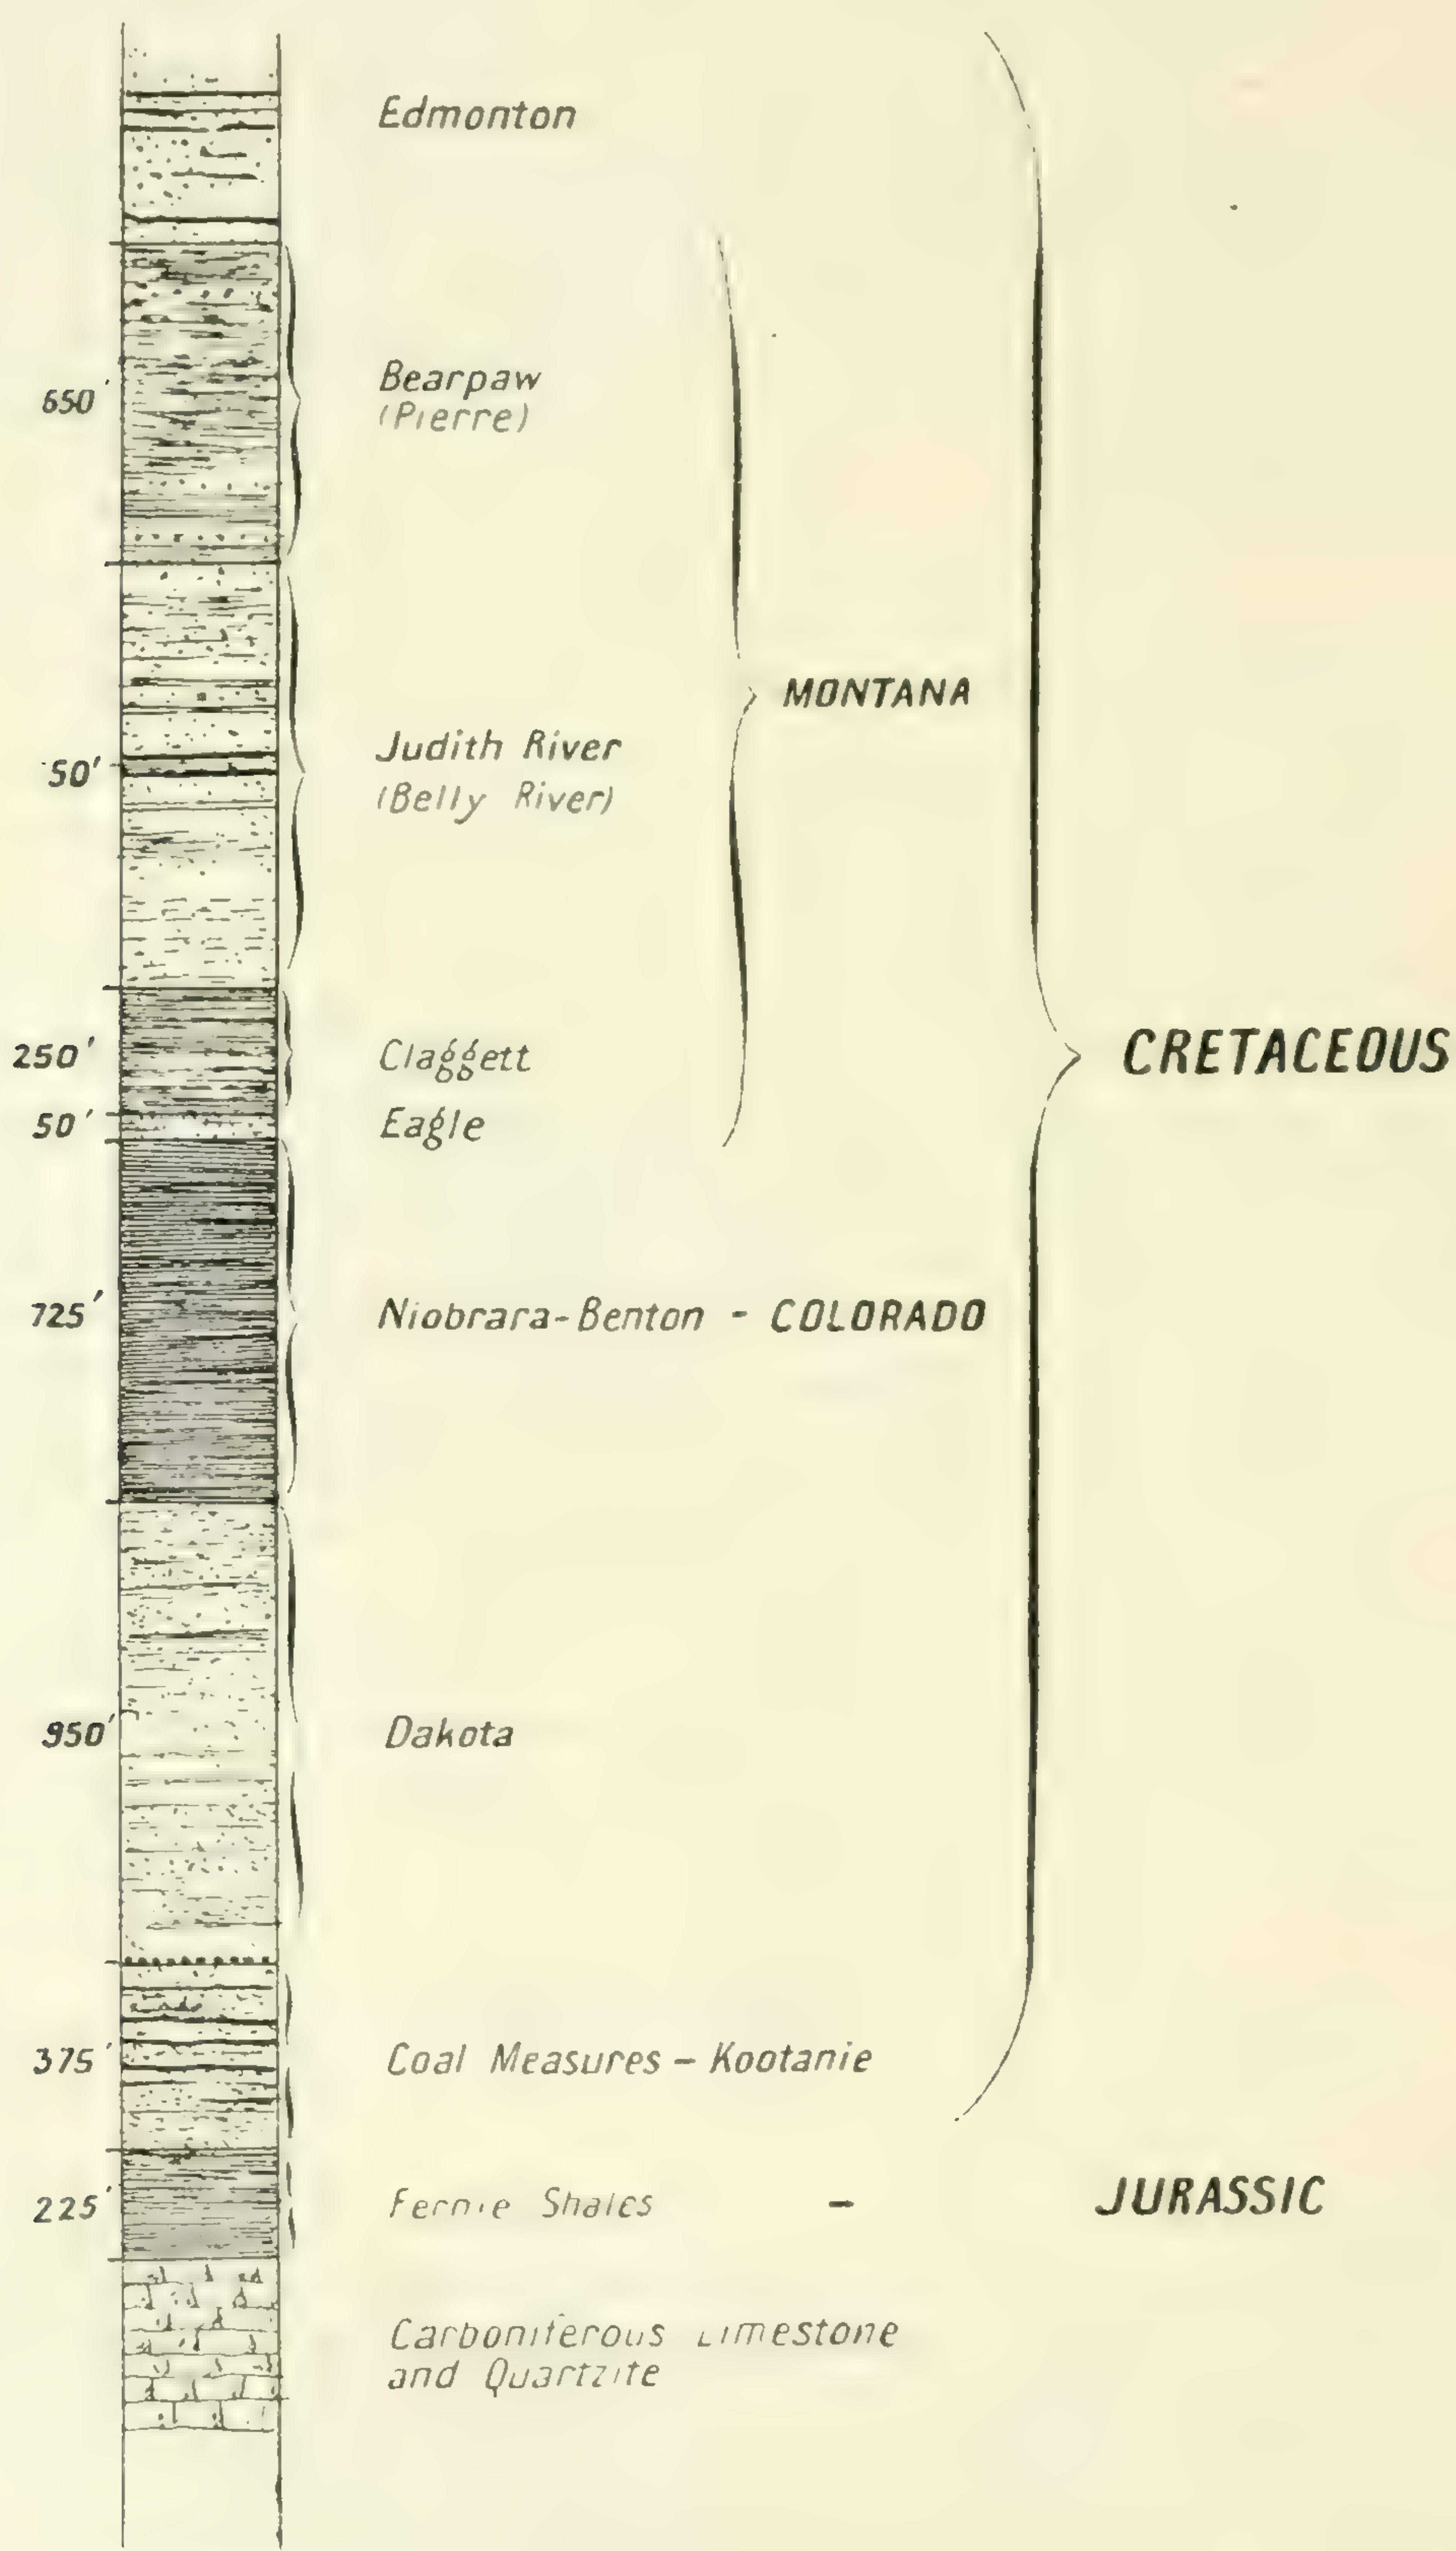 Edmonton
650'
Bearpaw
(Pierre)
MONTANA
50'
Judith River
(Belly River)
CRETACEOUS
250'
Claggett
50'
Eagle
725'
Niobrara-Benton - COLORADO
950'
Dakota
375'
Coal Measures - Kootanie
225'
Fernie Shales - JURASSIC
Carboniferous Limestone
and Quartzite